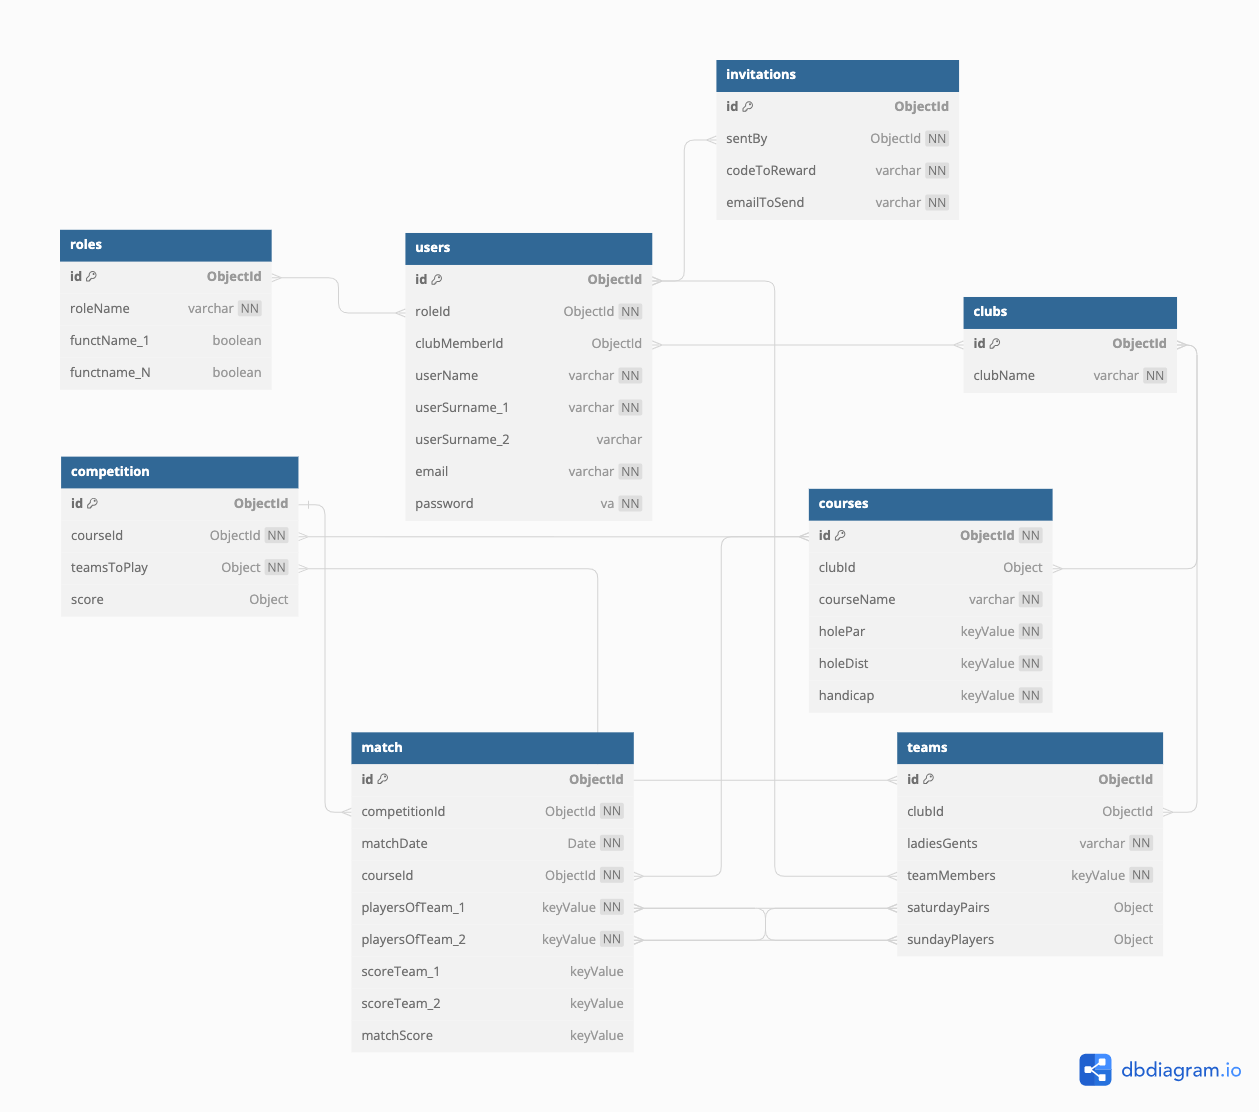 invitations
id ObjectId
sentBy ObjectId NN
codeToReward varchar NN
emailToSend varchar NN
roles
id ObjectId
roleName varchar NN
functName_1 boolean
functname_N boolean
users
id ObjectId
roleId ObjectId NN
clubMemberId ObjectId
userName varchar NN
userSurname_1 varchar NN
userSurname_2 varchar
email varchar NN
password va NN
clubs
id ObjectId
clubName varchar NN
competition
id ObjectId
courseId ObjectId NN
teamsToPlay Object NN
score Object
courses
id ObjectId NN
clubId Object
courseName varchar NN
holePar keyValue NN
holeDist keyValue NN
handicap keyValue NN
match
id ObjectId
competitionId ObjectId NN
matchDate Date NN
courseId ObjectId NN
playersOfTeam_1 keyValue NN
playersOfTeam_2 keyValue NN
scoreTeam_1 keyValue
scoreTeam_2 keyValue
matchScore keyValue
teams
id ObjectId
clubId ObjectId
ladiesGents varchar NN
teamMembers keyValue NN
saturdayPairs Object
sundayPlayers Object
dbdiagram.io